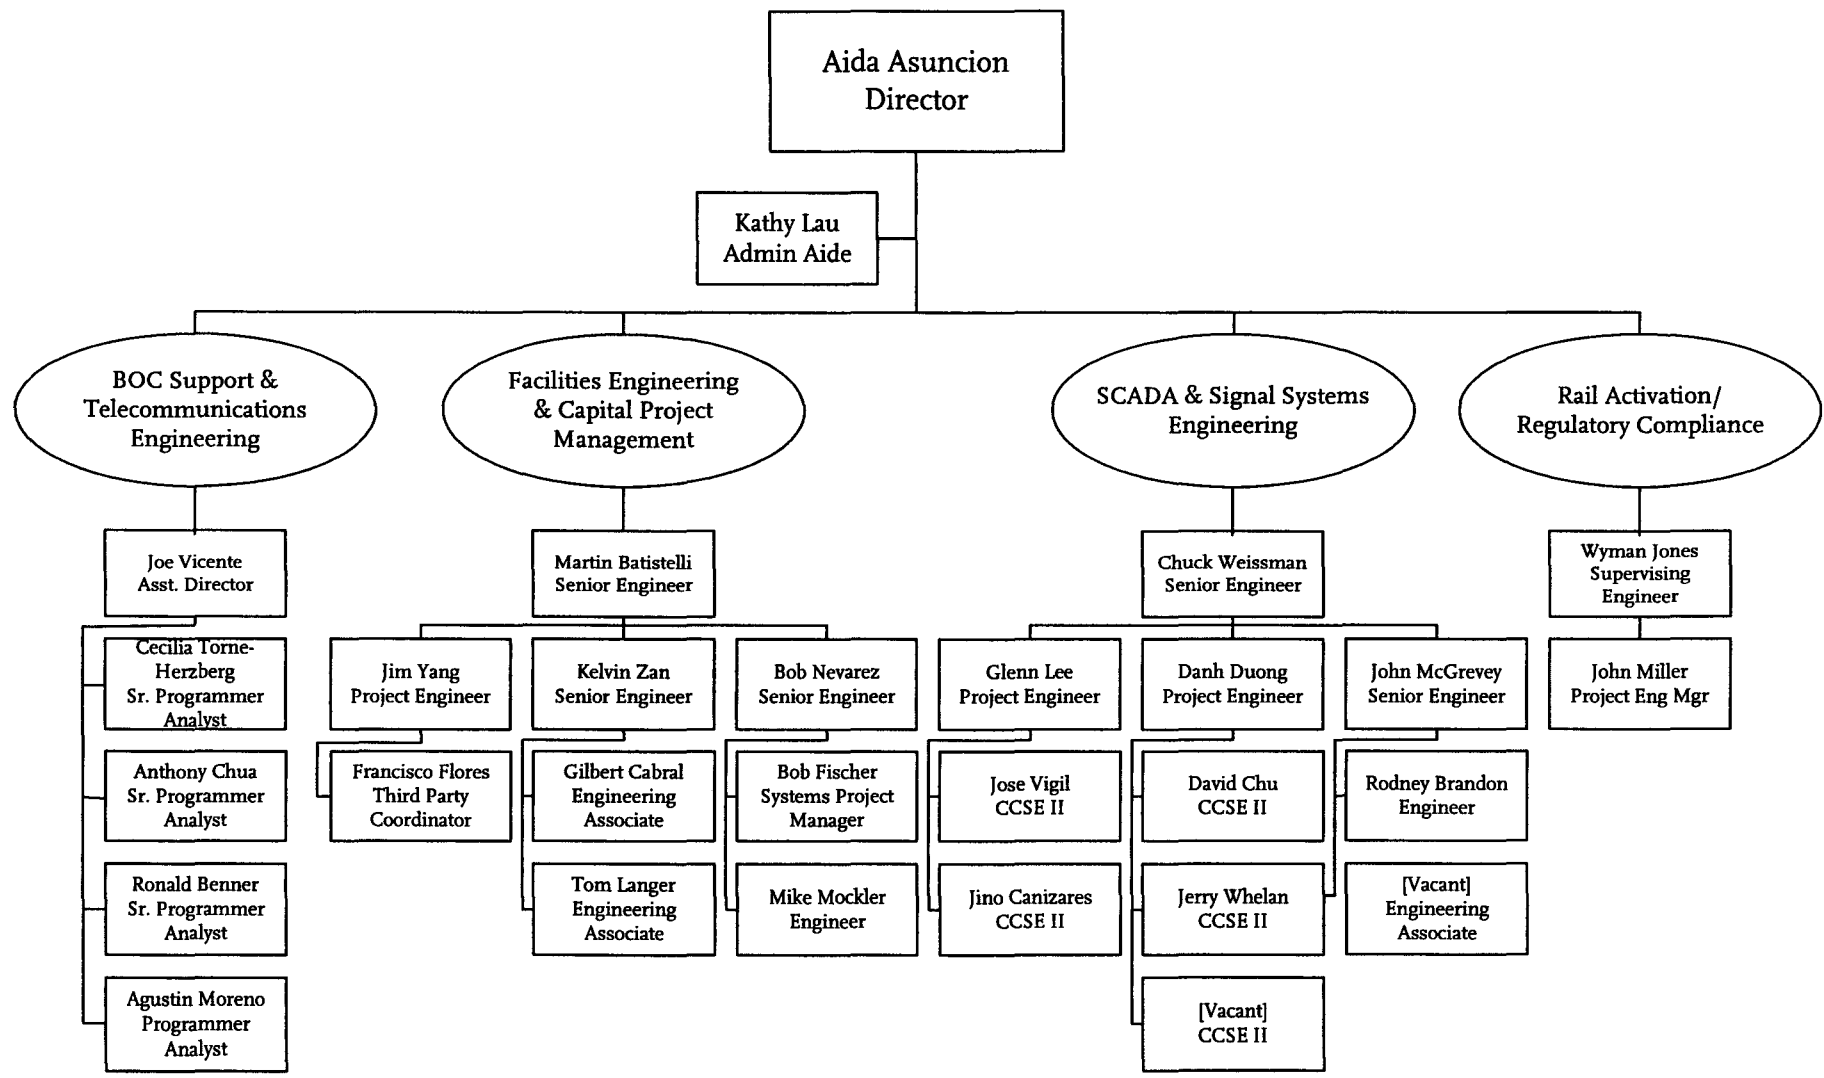 Aida Asuncion
Director
Kathy Lau
Admin Aide
BOC Support &
Telecommunications
Engineering
Facilities Engineering
& Capital Project
Management
SCADA & Signal Systems
Engineering
Rail Activation/
Regulatory Compliance
Joe Vicente
Asst. Director
Martin Batistelli
Senior Engineer
Chuck Weissman
Senior Engineer
Wyman Jones
Supervising
Engineer
Cecilia Torne-
Herzberg
Sr. Programmer
Analyst
Jim Yang
Project Engineer
Kelvin Zan
Senior Engineer
Bob Nevarez
Senior Engineer
Glenn Lee
Project Engineer
Danh Duong
Project Engineer
John McGrevey
Senior Engineer
John Miller
Project Eng Mgr
Anthony Chua
Sr. Programmer
Analyst
Francisco Flores
Third Party
Coordinator
Gilbert Cabral
Engineering
Associate
Bob Fischer
Systems Project
Manager
Jose Vigil
CCSE II
David Chu
CCSE II
Rodney Brandon
Engineer
Ronald Benner
Sr. Programmer
Analyst
Tom Langer
Engineering
Associate
Mike Mockler
Engineer
Jino Canizares
CCSE II
Jerry Whelan
CCSE II
[Vacant]
Engineering
Associate
Agustin Moreno
Programmer
Analyst
[Vacant]
CCSE II